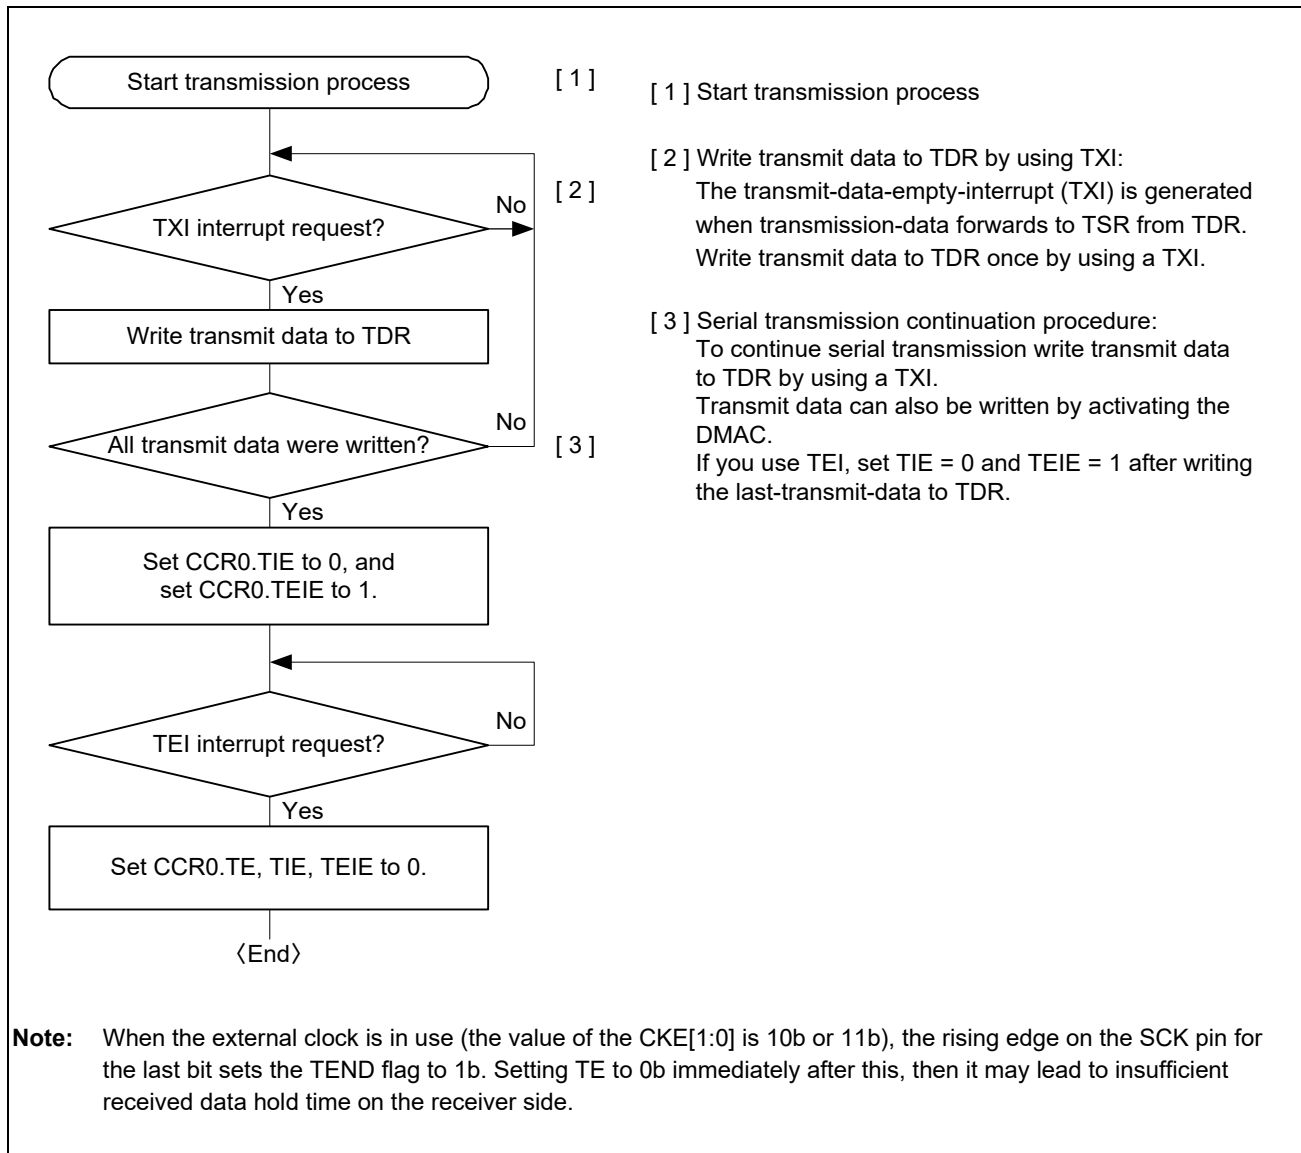 Start transmission process
[ 1 ]
TXI interrupt request?
No
[ 2 ]
Yes
Write transmit data to TDR
All transmit data were written?
No
[ 3 ]
Yes
Set CCR0.TIE to 0, and
set CCR0.TEIE to 1.
TEI interrupt request?
No
Yes
Set CCR0.TE, TIE, TEIE to 0.
〈End〉
[ 1 ] Start transmission process
[ 2 ] Write transmit data to TDR by using TXI:
The transmit-data-empty-interrupt (TXI) is generated
when transmission-data forwards to TSR from TDR.
Write transmit data to TDR once by using a TXI.
[ 3 ] Serial transmission continuation procedure:
To continue serial transmission write transmit data
to TDR by using a TXI.
Transmit data can also be written by activating the
DMAC.
If you use TEI, set TIE = 0 and TEIE = 1 after writing
the last-transmit-data to TDR.
Note: When the external clock is in use (the value of the CKE[1:0] is 10b or 11b), the rising edge on the SCK pin for
the last bit sets the TEND flag to 1b. Setting TE to 0b immediately after this, then it may lead to insufficient
received data hold time on the receiver side.